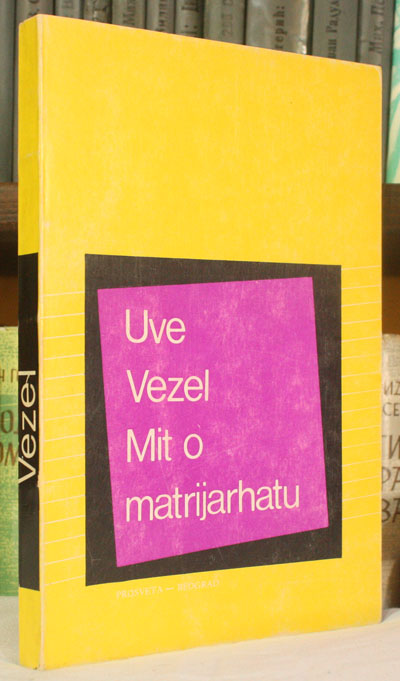 Uve
Vezel
Mit o
matrijarhatu
PROSVETA — BEOGRAD
Vezel